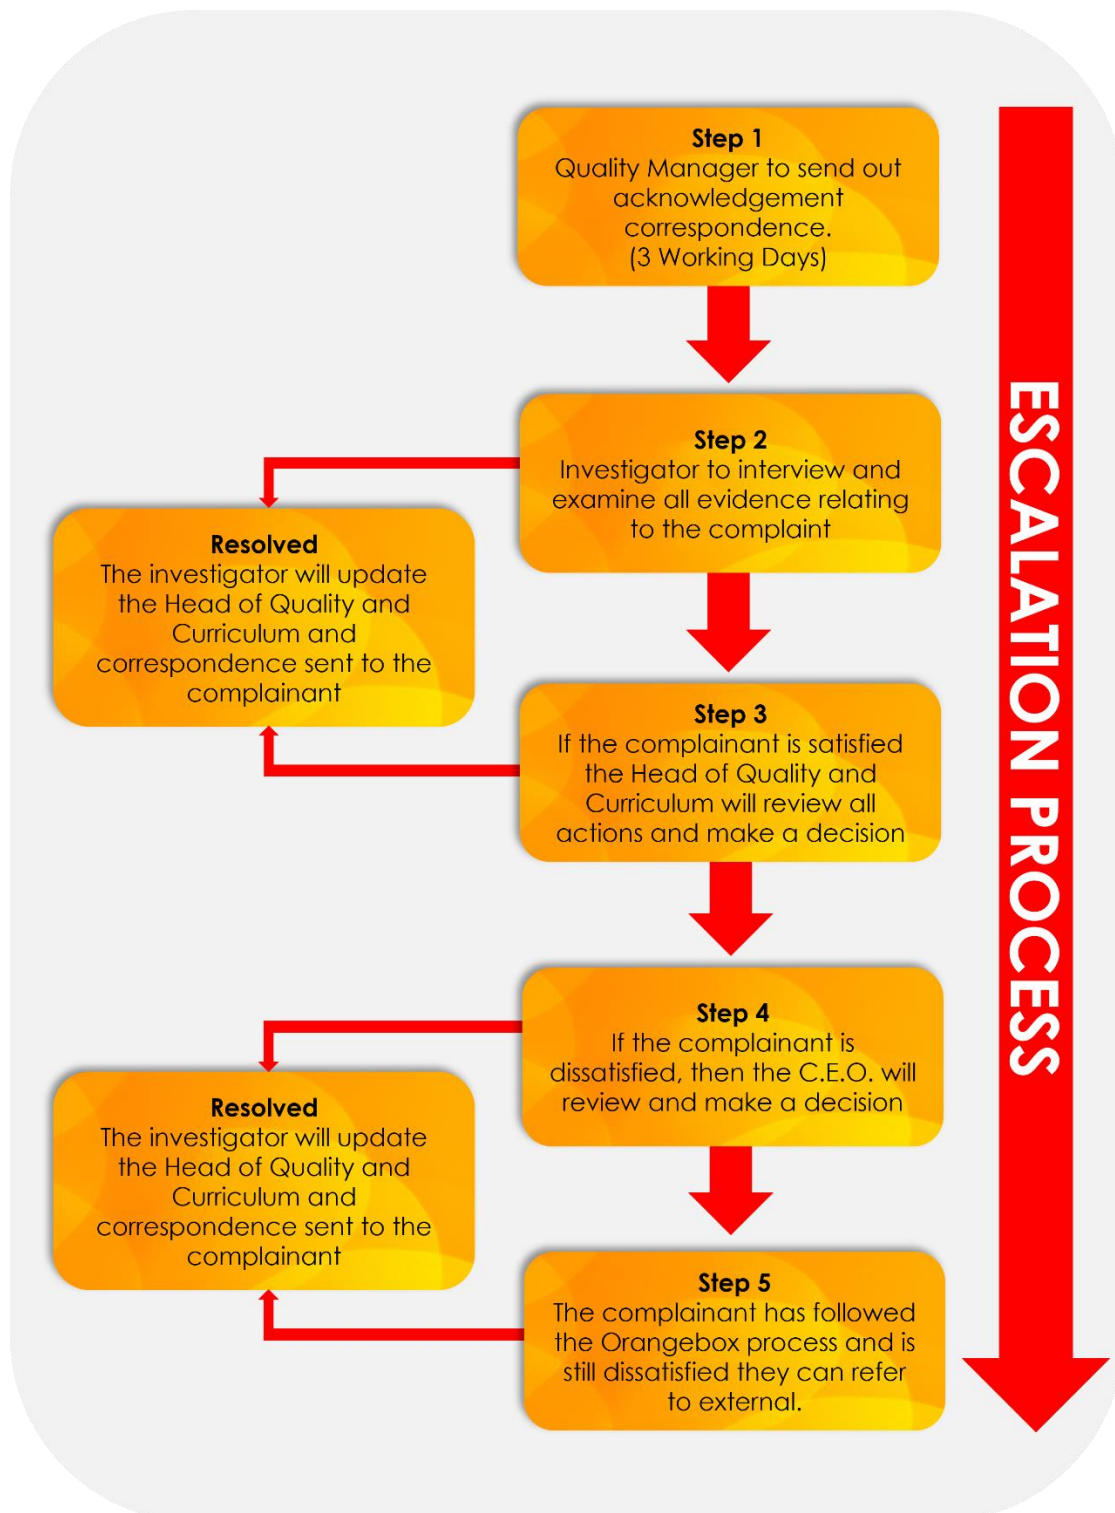 Step 1
Quality Manager to send out
acknowledgement
correspondence.
(3 Working Days)
Step 2
Investigator to interview and
examine all evidence relating
to the complaint
Resolved
The investigator will update
the Head of Quality and
Curriculum and
correspondence sent to the
complainant
Step 3
If the complainant is satisfied
the Head of Quality and
Curriculum will review all
actions and make a decision
Step 4
If the complainant is
dissatisfied, then the C.E.O. will
review and make a decision
Resolved
The investigator will update
the Head of Quality and
Curriculum and
correspondence sent to the
complainant
Step 5
The complainant has followed
the Orangebox process and is
still dissatisfied they can refer
to external.
ESCALATION PROCESS